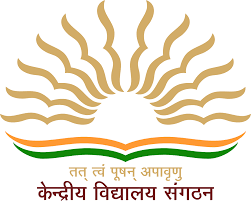 तत् त्वं पूषन् अपावृणु
केन्द्रीय विद्यालय संगठन